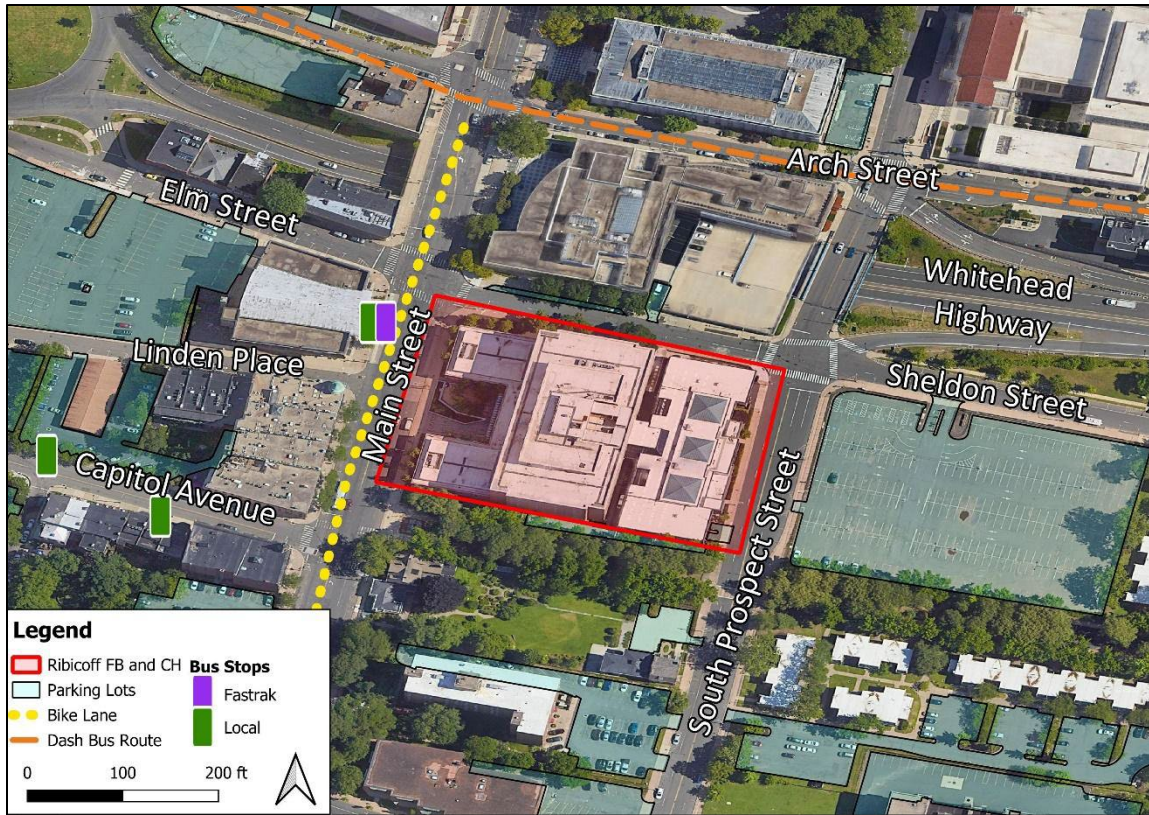 Arch Street
Elm Street
Whitehead
Highway
Linden Place
Main Street
Sheldon Street
Capitol Avenue
South Prospect Street
Legend
Ribicoff FB and CH
Parking Lots
Bike Lane
Dash Bus Route
Bus Stops
Fastrak
Local
0 100 200 ft